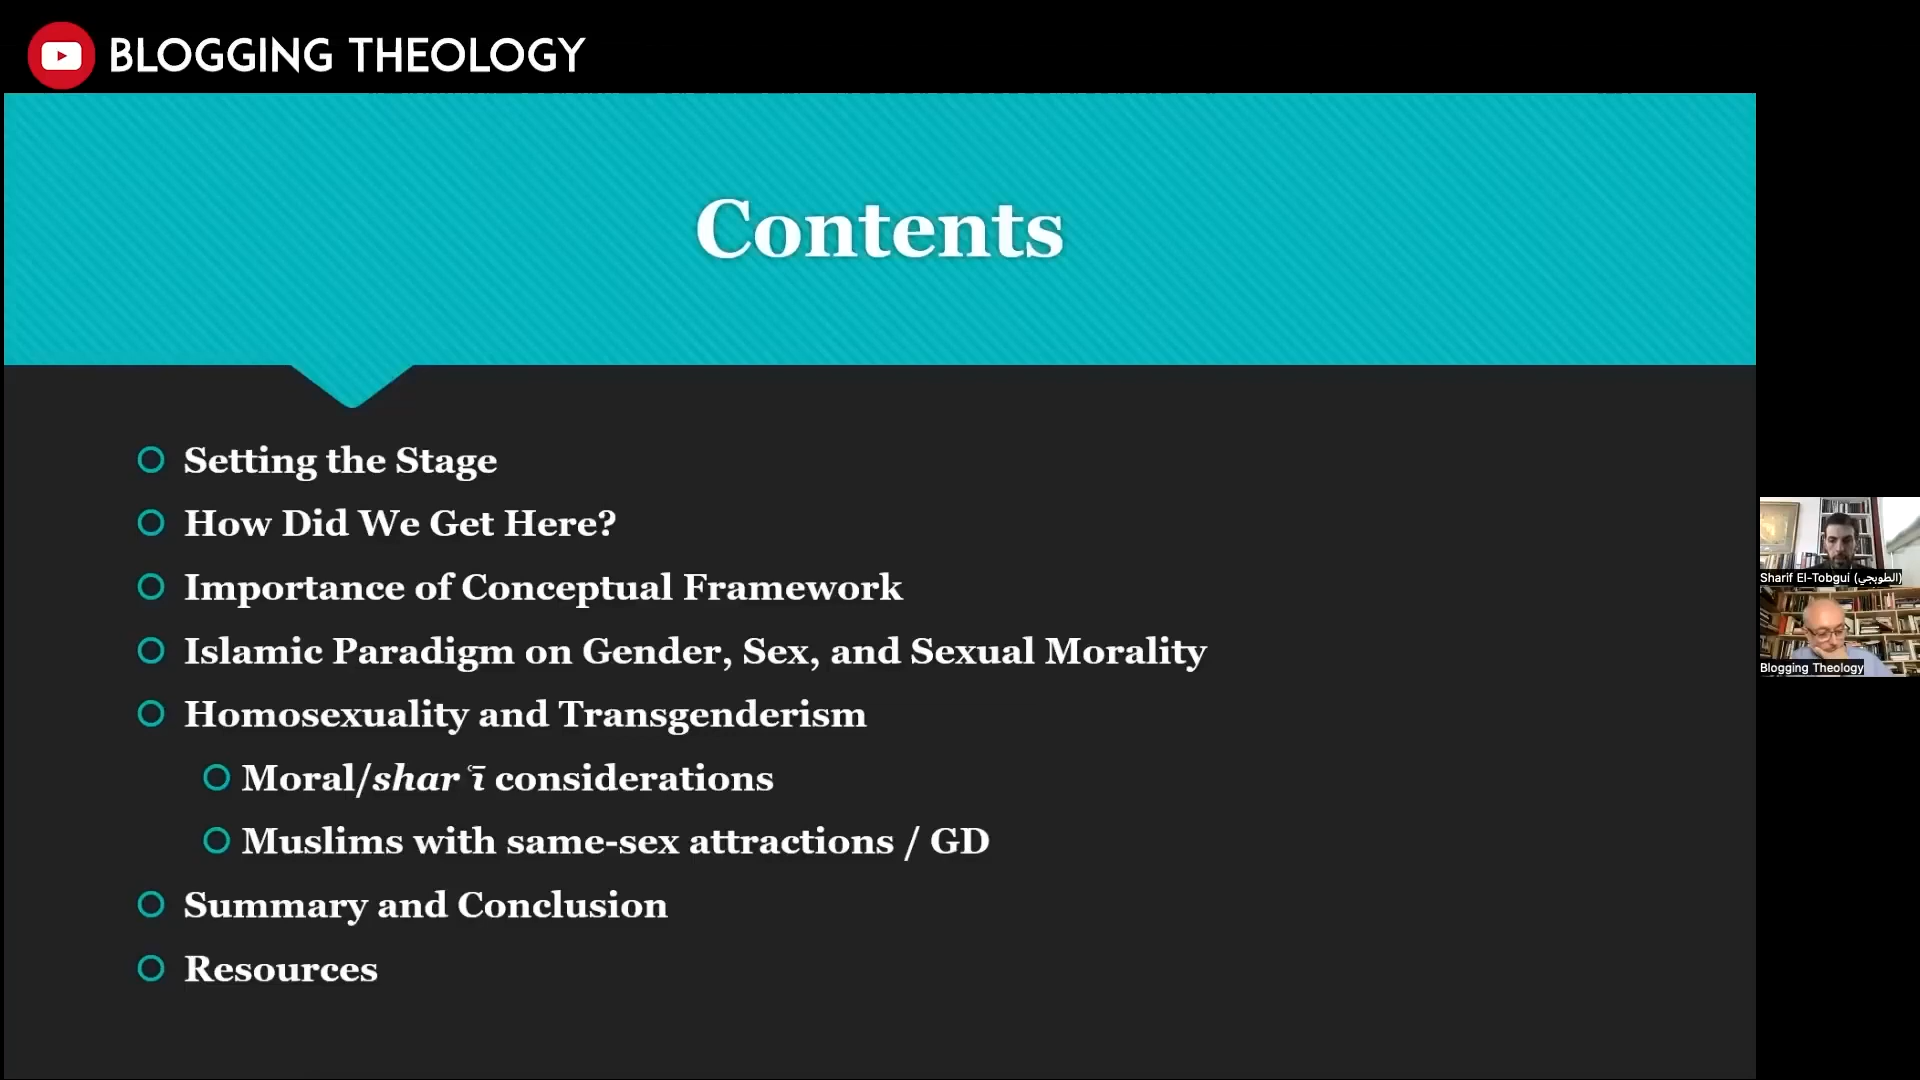 BLOGGING THEOLOGY
Contents
Setting the Stage
How Did We Get Here?
Importance of Conceptual Framework
Islamic Paradigm on Gender, Sex, and Sexual Morality
Homosexuality and Transgenderism
Moral/sharʿī considerations
Muslims with same-sex attractions / GD
Summary and Conclusion
Resources
Sharif El-Tobgui (الطوبجي)
Blogging Theology